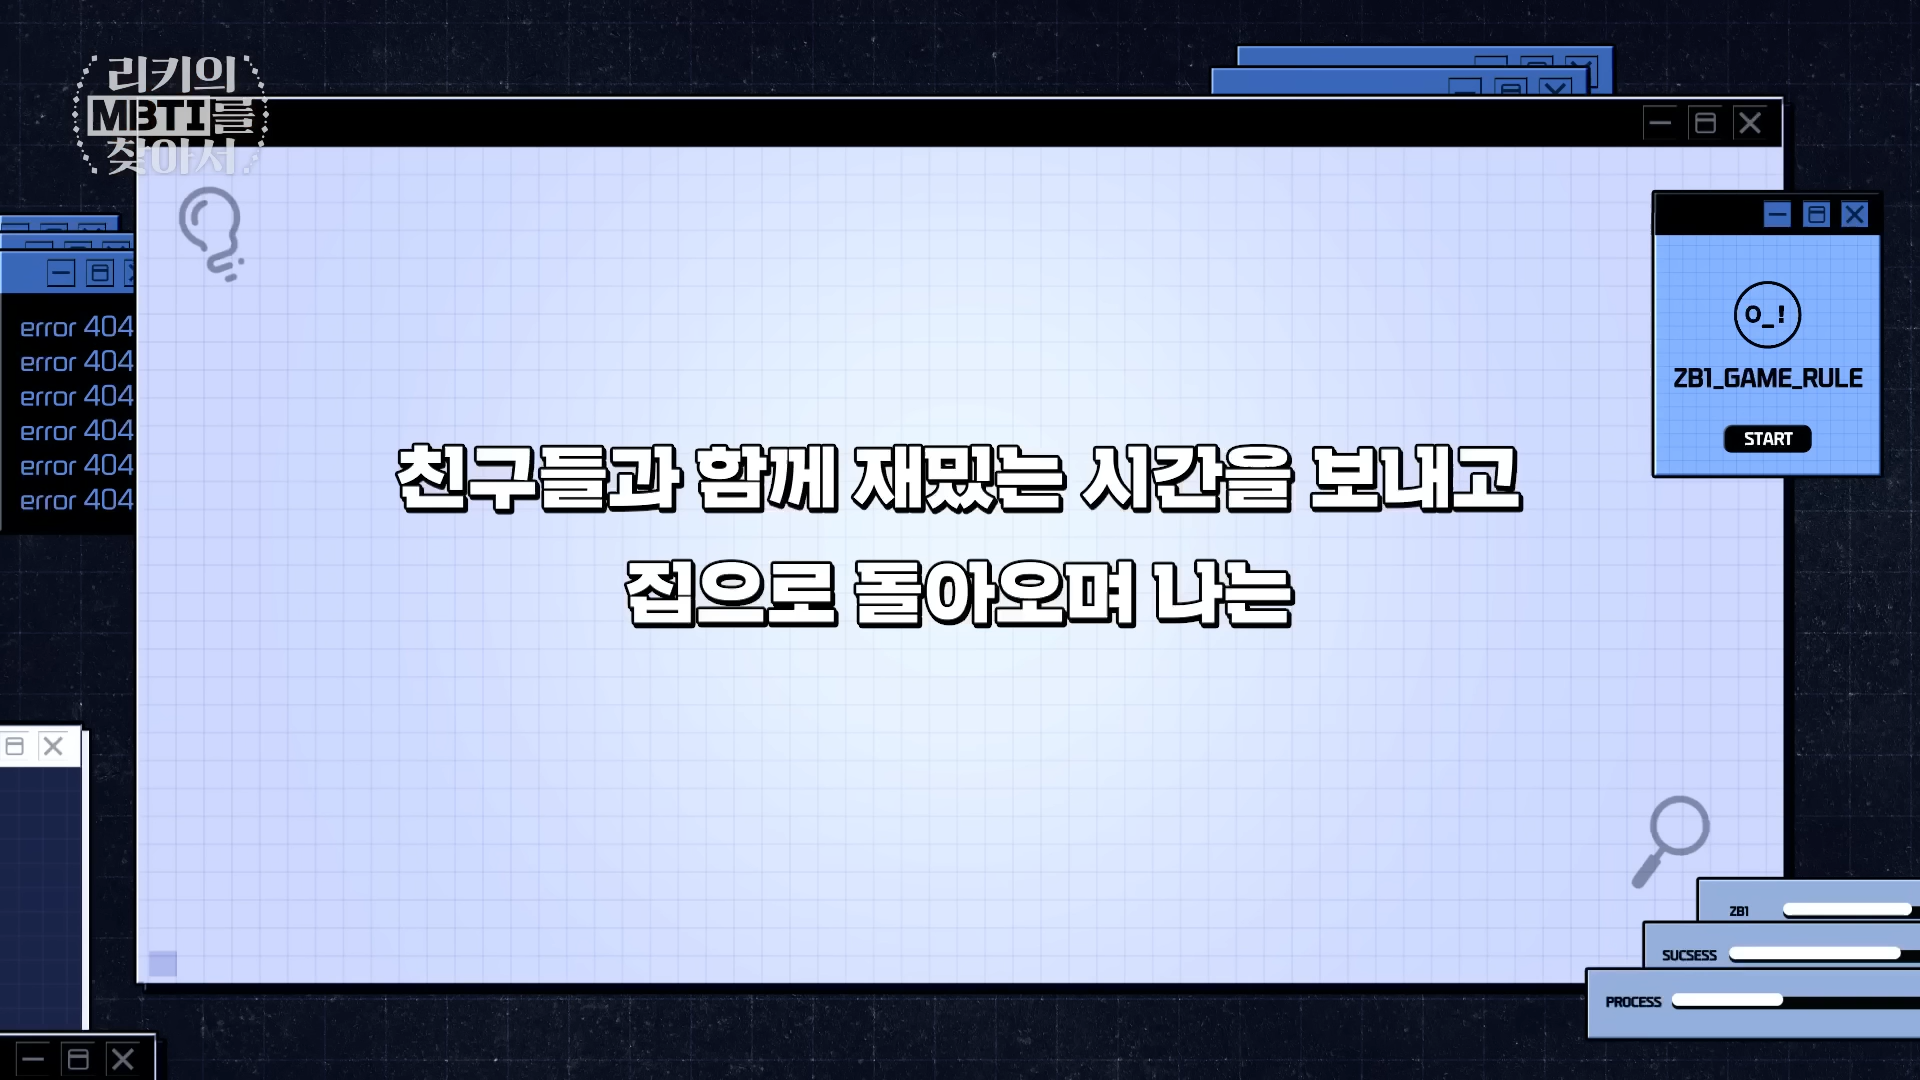 리키의
MBTI를
찾아서
error 404
error 404
error 404
error 404
error 404
error 404
친구들과 함께 재밌는 시간을 보내고
집으로 돌아오며 나는
O_!
ZB1_GAME_RULE
START
ZB1
SUCSESS
PROCESS